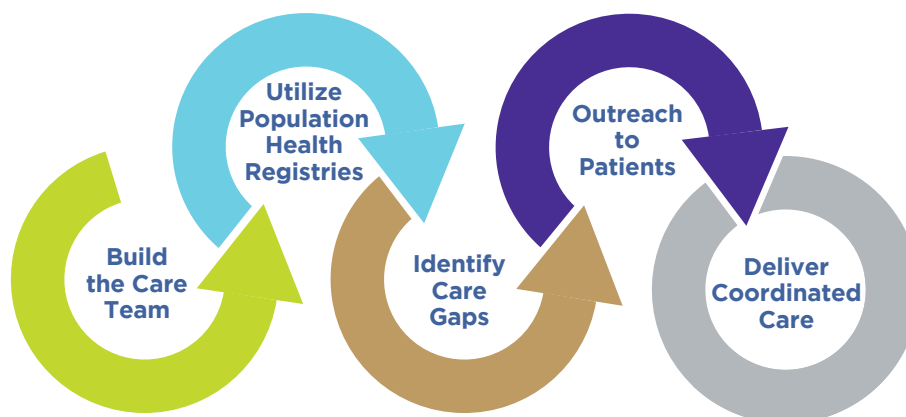 Build
the Care
Team
Utilize
Population
Health
Registries
Identify
Care
Gaps
Outreach
to
Patients
Deliver
Coordinated
Care